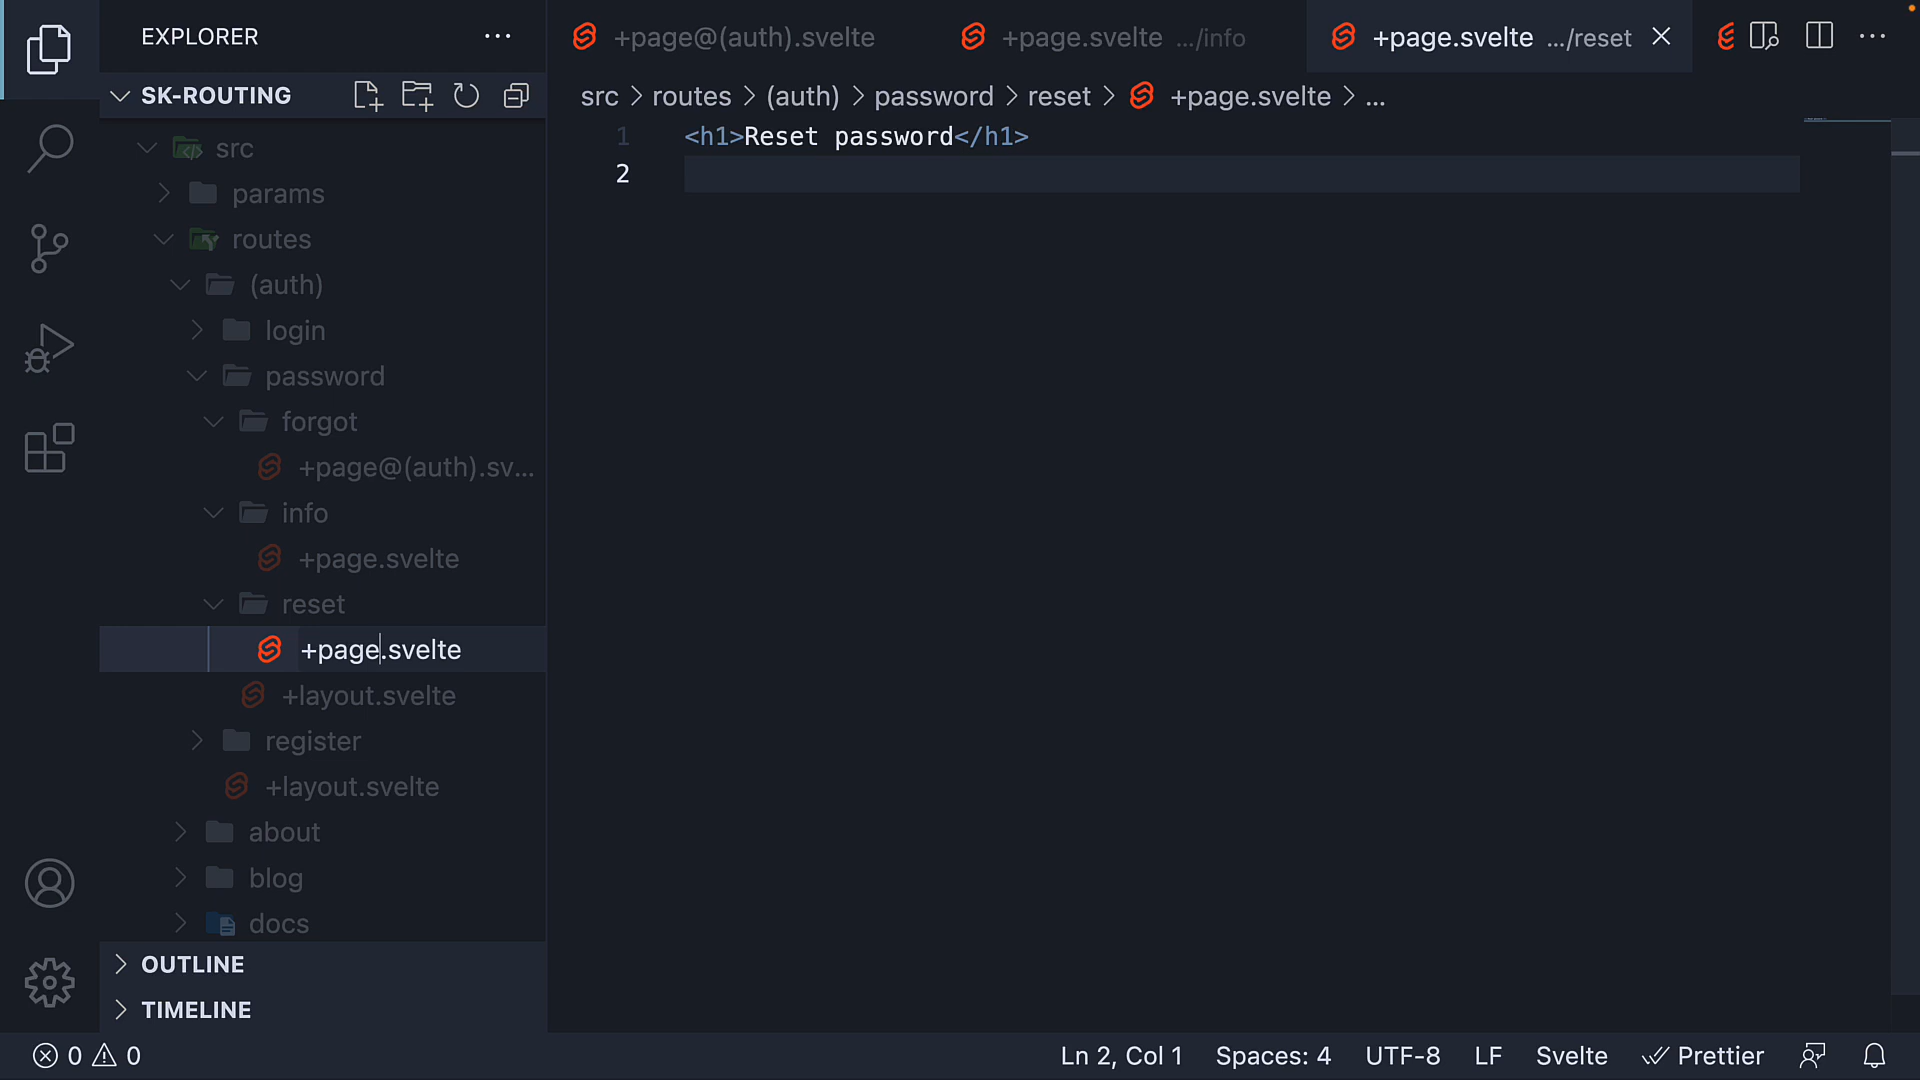 EXPLORER
SK-ROUTING
src
params
routes
(auth)
login
password
forgot
+page@(auth).sv...
info
+page.svelte
reset
+page.svelte
+layout.svelte
register
+layout.svelte
about
blog
docs
OUTLINE
TIMELINE
+page@(auth).svelte
+page.svelte .../info
+page.svelte .../reset
src > routes > (auth) > password > reset > +page.svelte > ...
1 <h1>Reset password</h1>
2
0 0
Ln 2, Col 1 Spaces: 4 UTF-8 LF Svelte Prettier